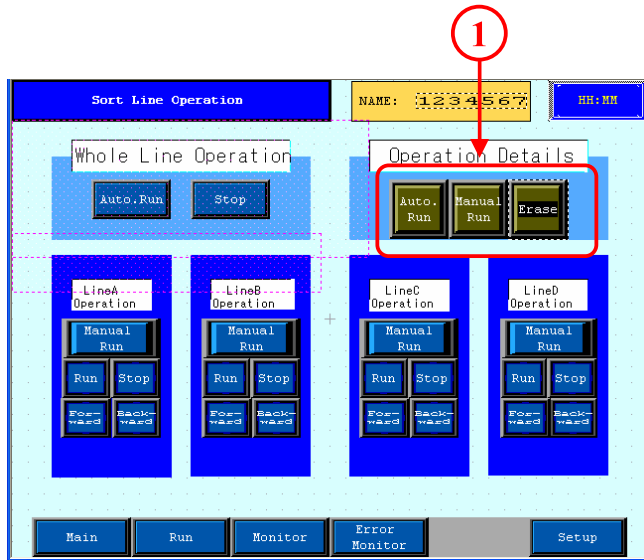 1
Sort Line Operation
NAME: 1234567
HH:MM
Whole Line Operation
Operation Details
Auto.Run
Stop
Auto.
Run
Manual
Run
Erase
LineA
Operation
LineB
Operation
LineC
Operation
LineD
Operation
Manual
Run
Manual
Run
Manual
Run
Manual
Run
Run
Stop
Run
Stop
Run
Stop
Run
Stop
For-
ward
Back-
ward
For-
ward
Back-
ward
For-
ward
Back-
ward
For-
ward
Back-
ward
Main
Run
Monitor
Error
Monitor
Setup